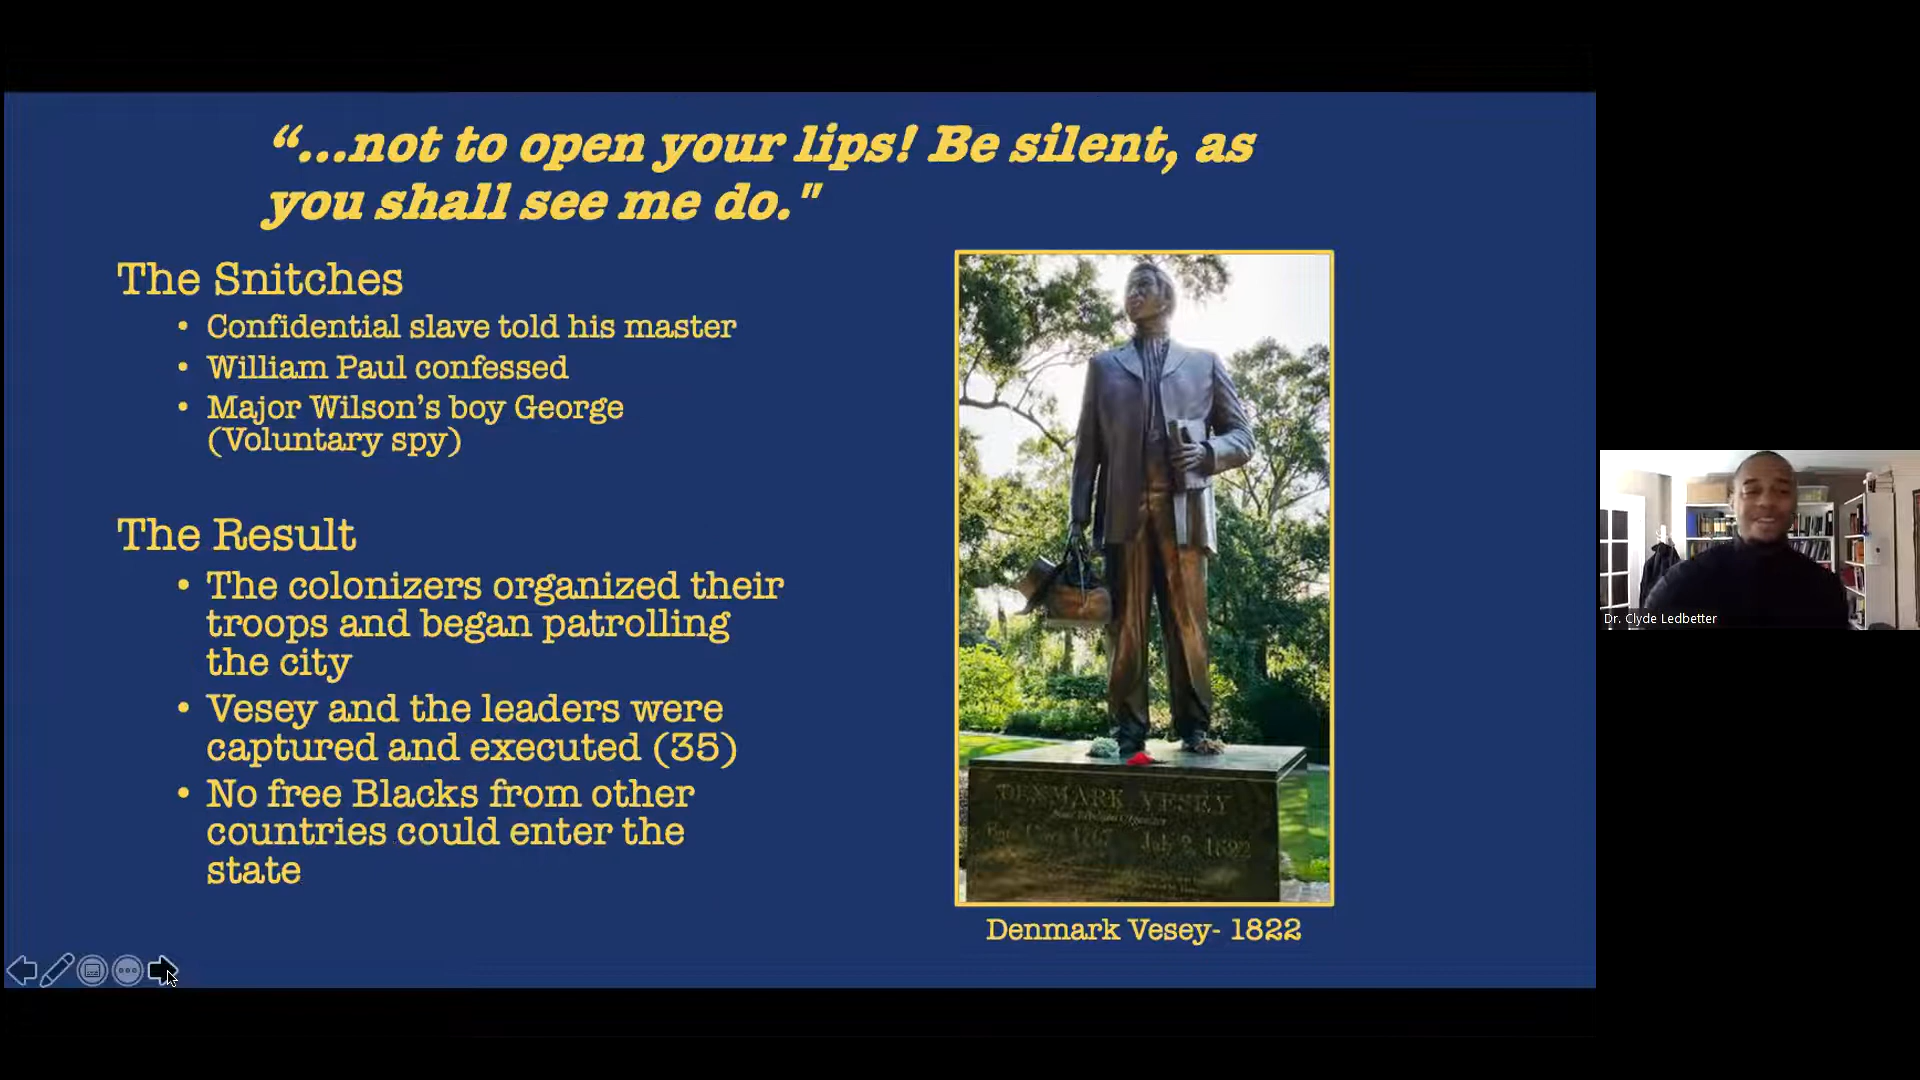 “...not to open your lips! Be silent, as
you shall see me do."
The Snitches
• Confidential slave told his master
• William Paul confessed
• Major Wilson’s boy George
(Voluntary spy)
The Result
• The colonizers organized their
troops and began patrolling
the city
• Vesey and the leaders were
captured and executed (35)
• No free Blacks from other
countries could enter the
state
DENMARK VESEY
July 2, 1822
Denmark Vesey- 1822
Dr. Clyde Ledbetter